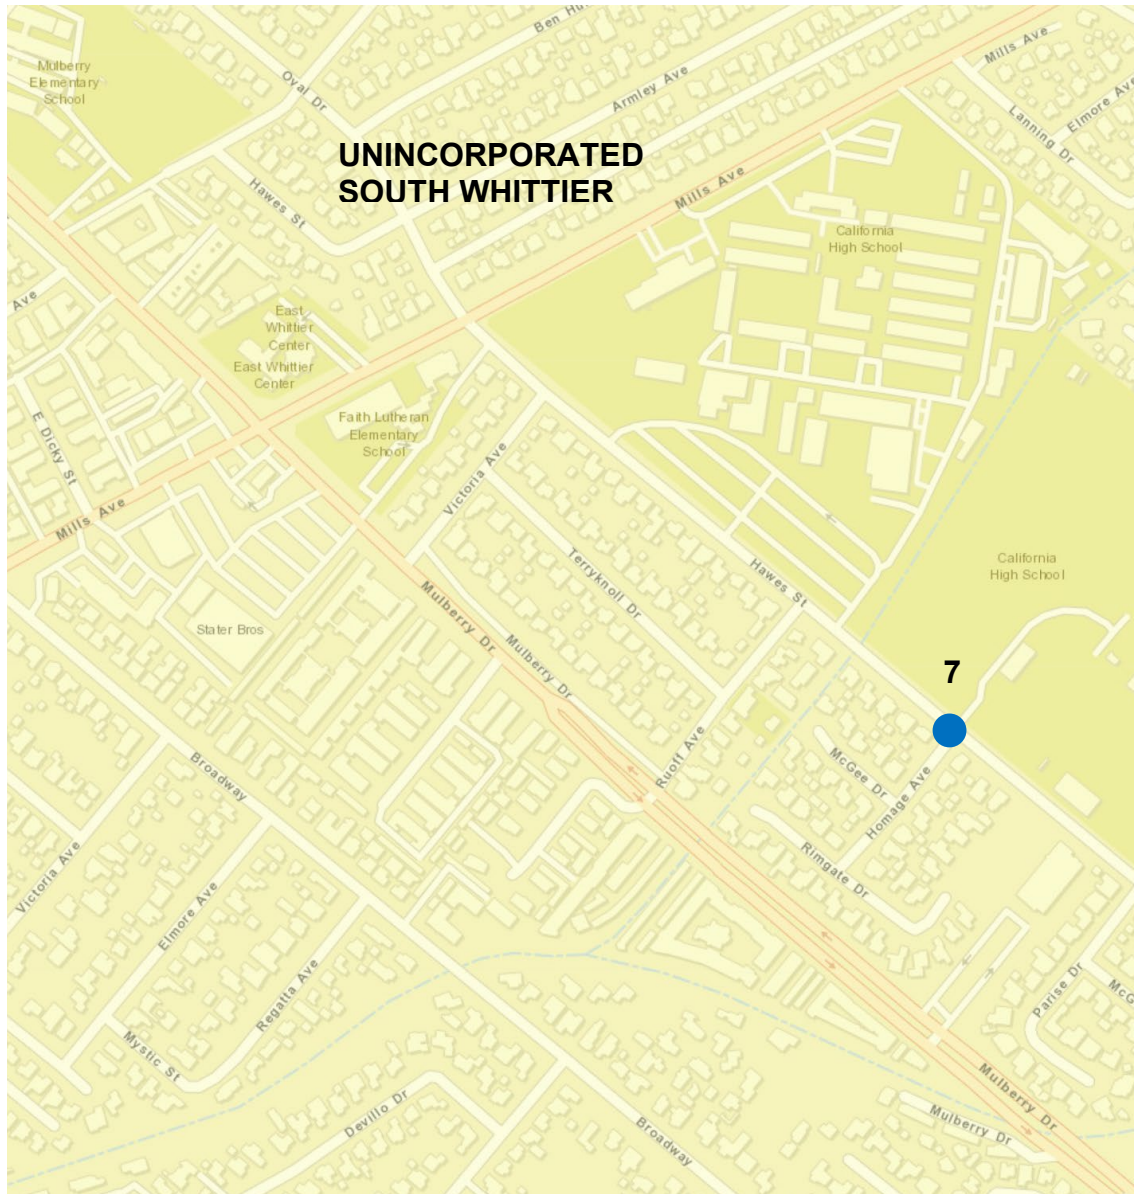 Ben Hu
Mills Ave
Mulberry
Elementary
School
Oval Dr
Armley Ave
Elmore Ave
Lanning Dr
UNINCORPORATED
SOUTH WHITTIER
Hawes St
Mills Ave
California
High School
Ave
East
Whittier
Center
East Whittier
Center
Faith Lutheran
Elementary
School
E Dicky St
Victoria Ave
Mills Ave
Terryknoll Dr
Hawes St
California
High School
Mulberry Dr
Stater Bros
Mulberry Dr
7
Ruoff Ave
McGee Dr
Homage Ave
Broadway
Rimgate Dr
Victoria Ave
Elmore Ave
Regatta Ave
Parise Dr
McG
Mystic St
Devillo Dr
Mulberry Dr
Mulberry Dr
Broadway